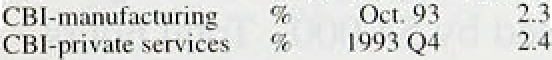 CBI-manufacturing % Oct. 93 2.3
CBI-private services % 1993 Q4 2.4